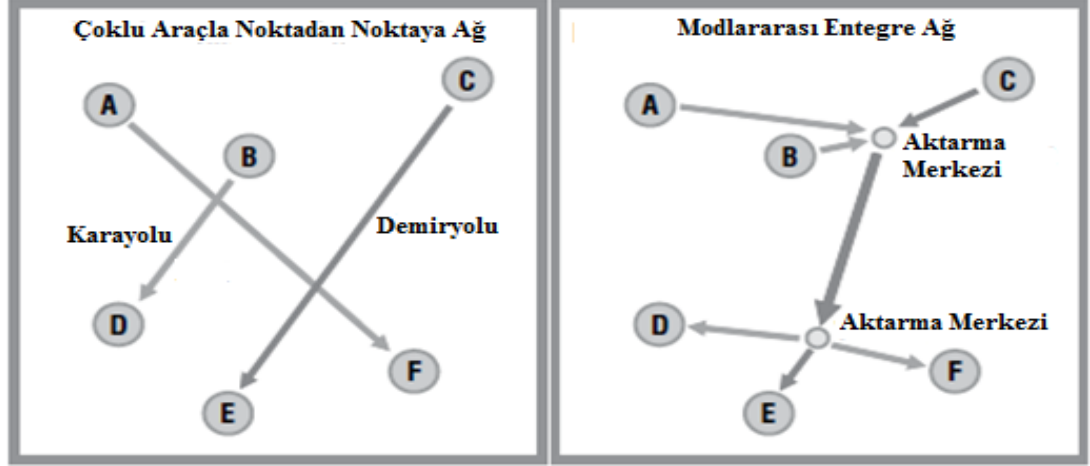 Çoklu Araçla Noktadan Noktaya Ağ
A
C
B
Karayolu
Demiryolu
D
F
E
Modlararası Entegre Ağ
A
C
B
Aktarma
Merkezi
D
Aktarma Merkezi
F
E